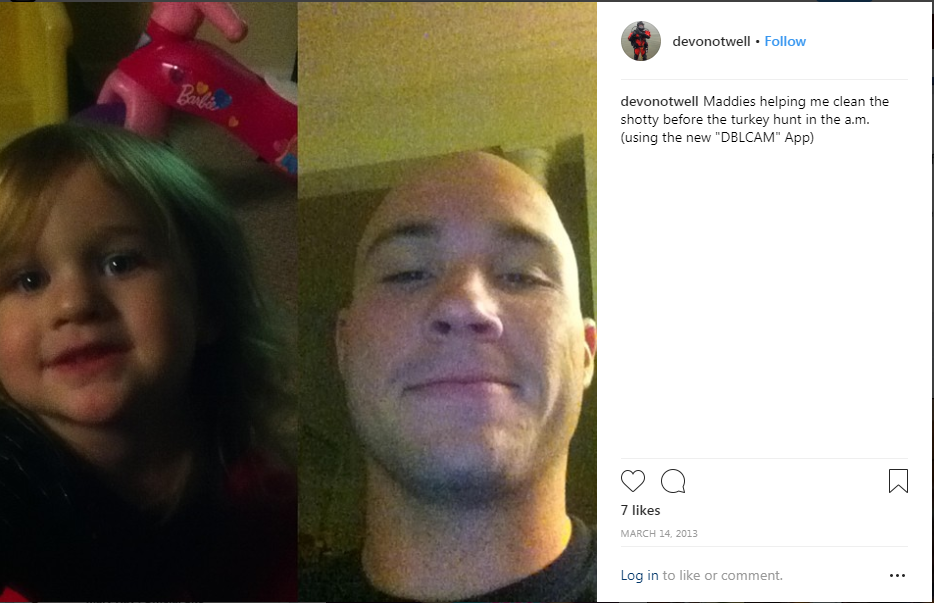 Barbie
devonotwell • Follow
devonotwell Maddies helping me clean the
shotty before the turkey hunt in the a.m.
(using the new "DBLCAM" App)
7 likes
MARCH 14, 2013
Log in to like or comment.